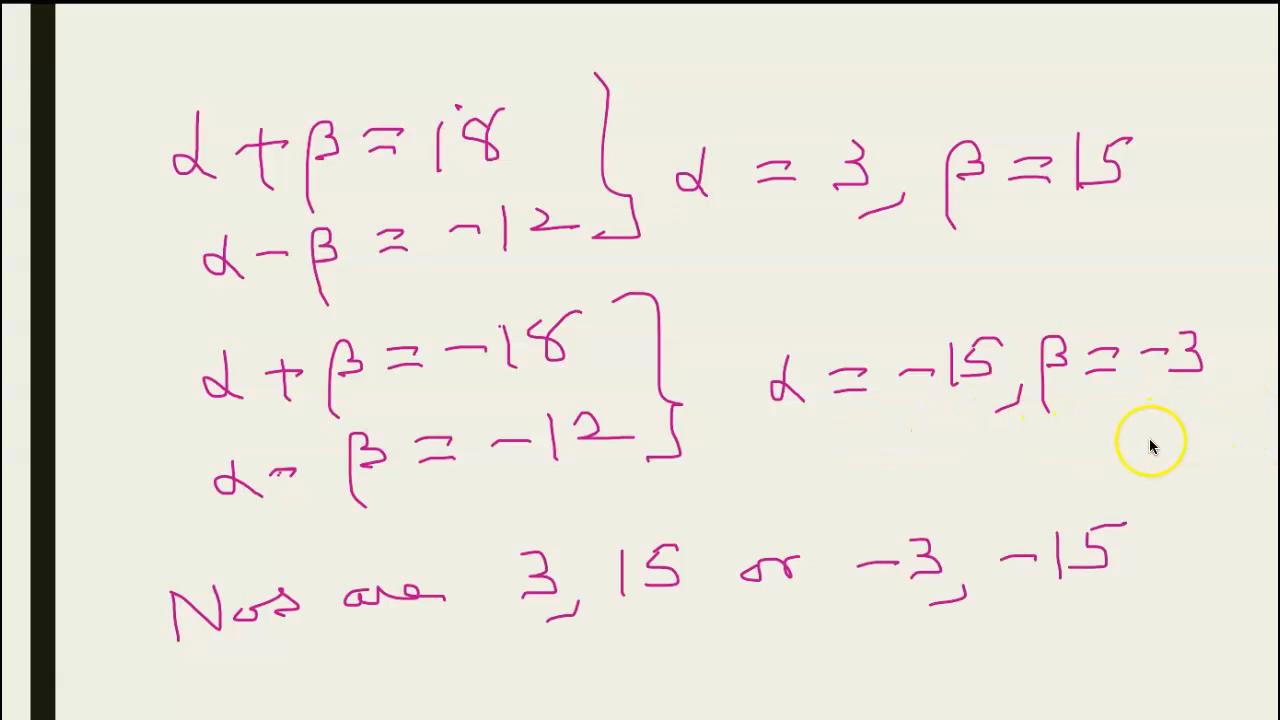 α + β = 18
α - β = -12
α = 3, β = 15
α + β = -18
α - β = -12
α = -15, β = -3
Nos are 3, 15 or -3, -15